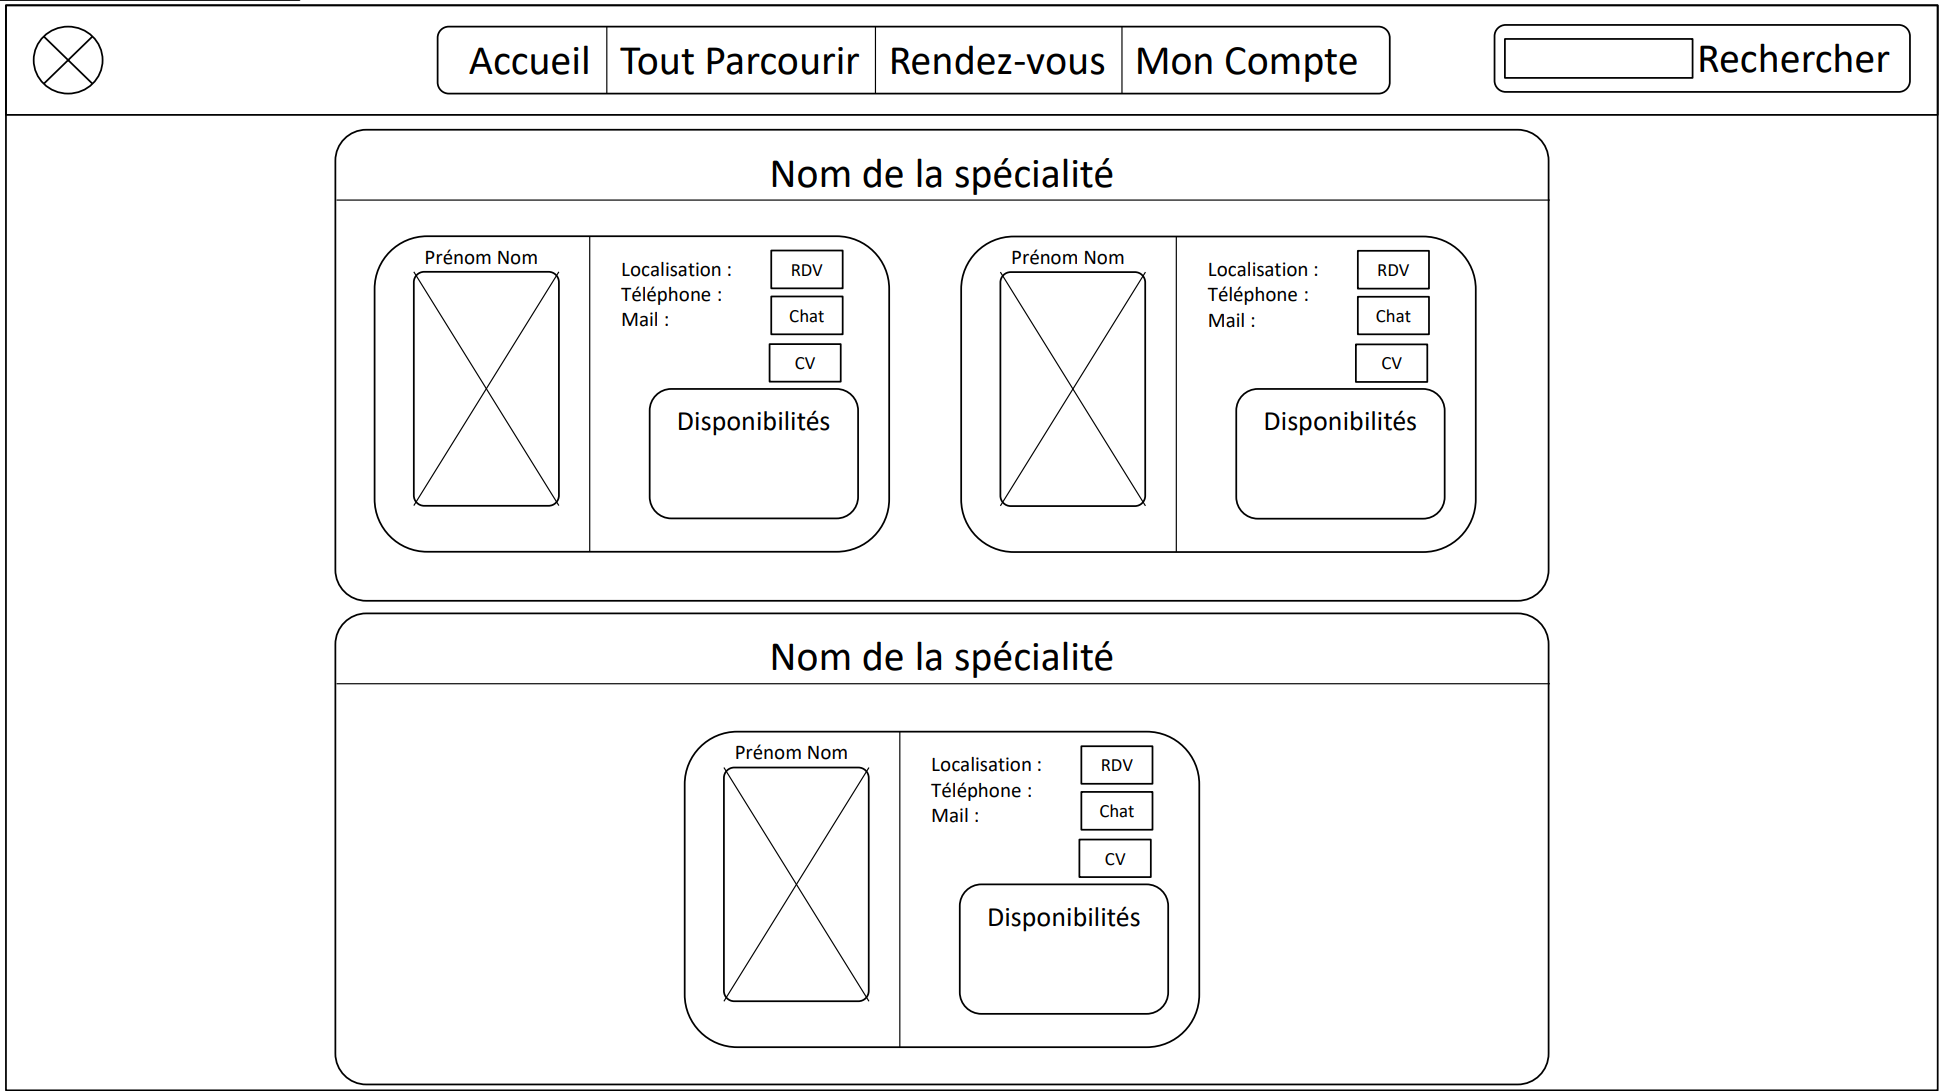 Accueil Tout Parcourir Rendez-vous Mon Compte Rechercher
Nom de la spécialité
Prénom Nom
Localisation :
Téléphone :
Mail :
RDV
Chat
CV
Disponibilités
Prénom Nom
Localisation :
Téléphone :
Mail :
RDV
Chat
CV
Disponibilités
Nom de la spécialité
Prénom Nom
Localisation :
Téléphone :
Mail :
RDV
Chat
CV
Disponibilités